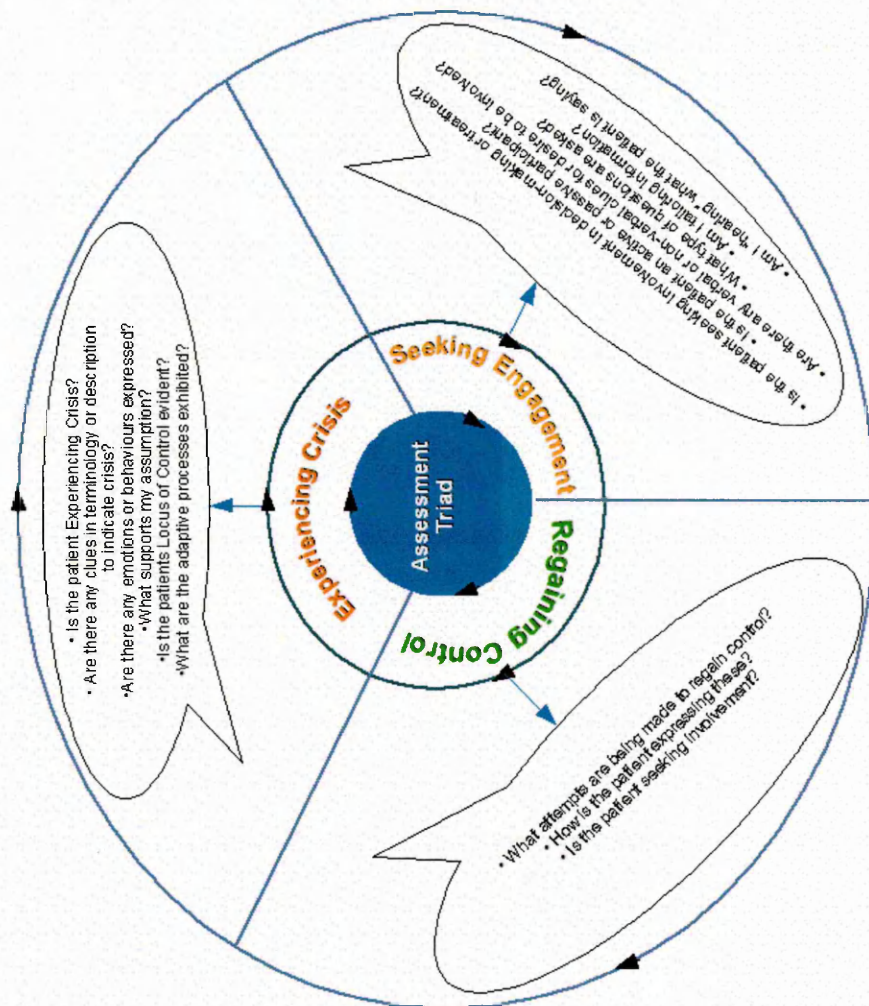 • Is the patient Experiencing Crisis?
• Are there any clues in terminology or description
to indicate crisis?
•Are there any emotions or behaviours expressed?
•What supports my assumption?
•Is the patients Locus of Control evident?
•What are the adaptive processes exhibited?
Experiencing Crisis
Seeking Engagement
Regaining Control
Assessment
Triad
• Is the patient seeking involvement in decision-making or treatment?
• Is the patient an active or passive participant?
• Are there any verbal or non-verbal clues for desire to be involved?
• What type of questions are asked?
• Am I tailoring information ?
• Am I "hearing" what the patient is saying?
• What attempts are being made to regain control?
• How is the patient expressing these?
• Is the patient seeking involvement?